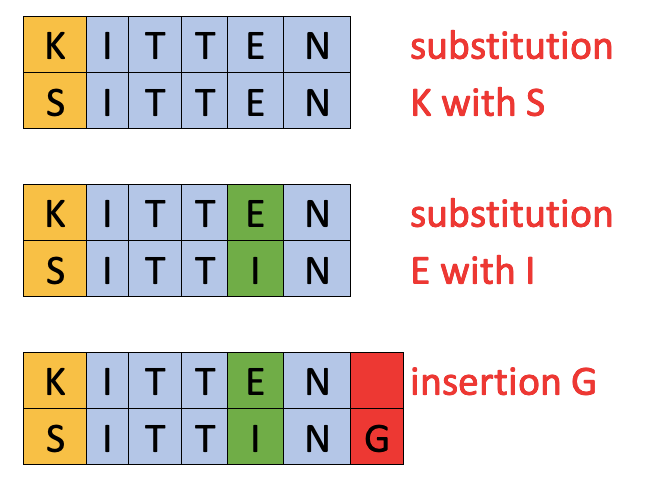 K I T T E N substitution
S I T T E N K with S
K I T T E N substitution
S I T T I N E with I
K I T T E N insertion G
S I T T I N G